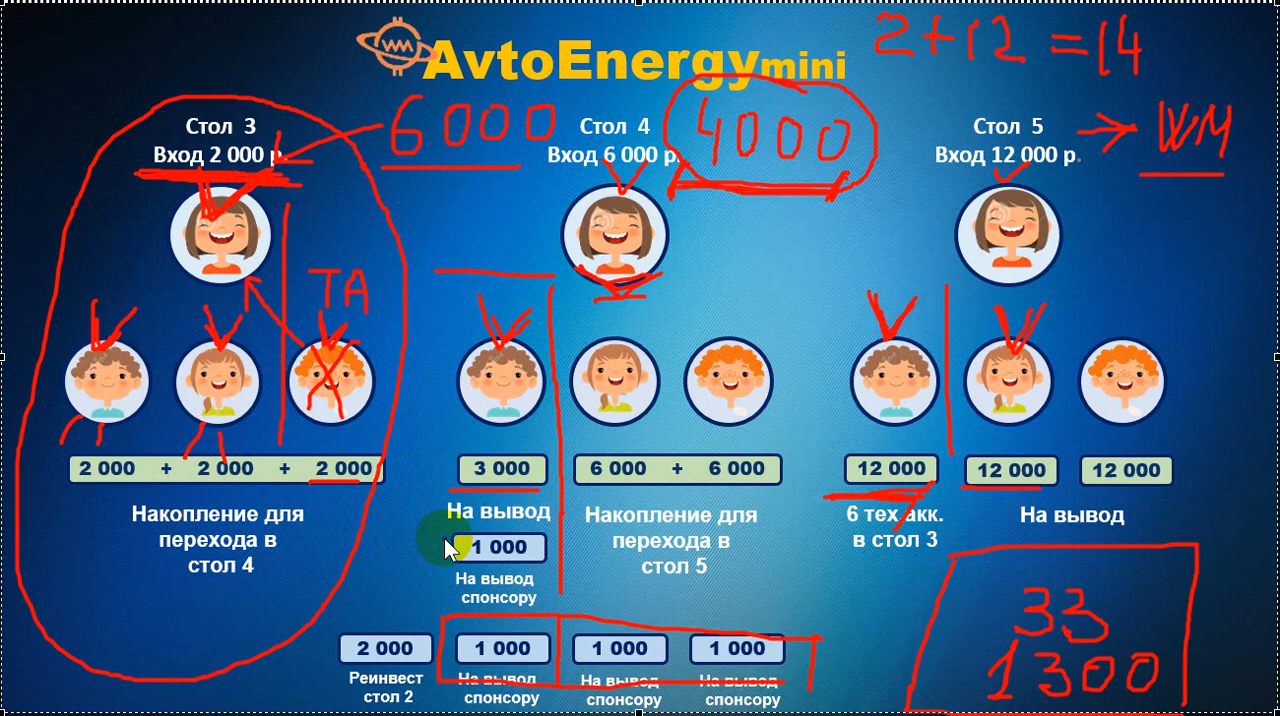 WM
AvtoEnergymini
2+12=14
Стол 3
Вход 2 000 р.
6000
Стол 4
Вход 6 000 р.
4000
Стол 5
Вход 12 000 р.
WM
ТА
2 000 + 2 000 + 2 000
Накопление для
перехода в
стол 4
3 000
На вывод
1 000
На вывод
спонсору
6 000 + 6 000
Накопление для
перехода в
стол 5
12 000
6 тех.акк.
в стол 3
12 000
12 000
На вывод
2 000
Реинвест
стол 2
1 000
На вывод
спонсору
1 000
На вывод
спонсору
1 000
На вывод
спонсору
33
1300